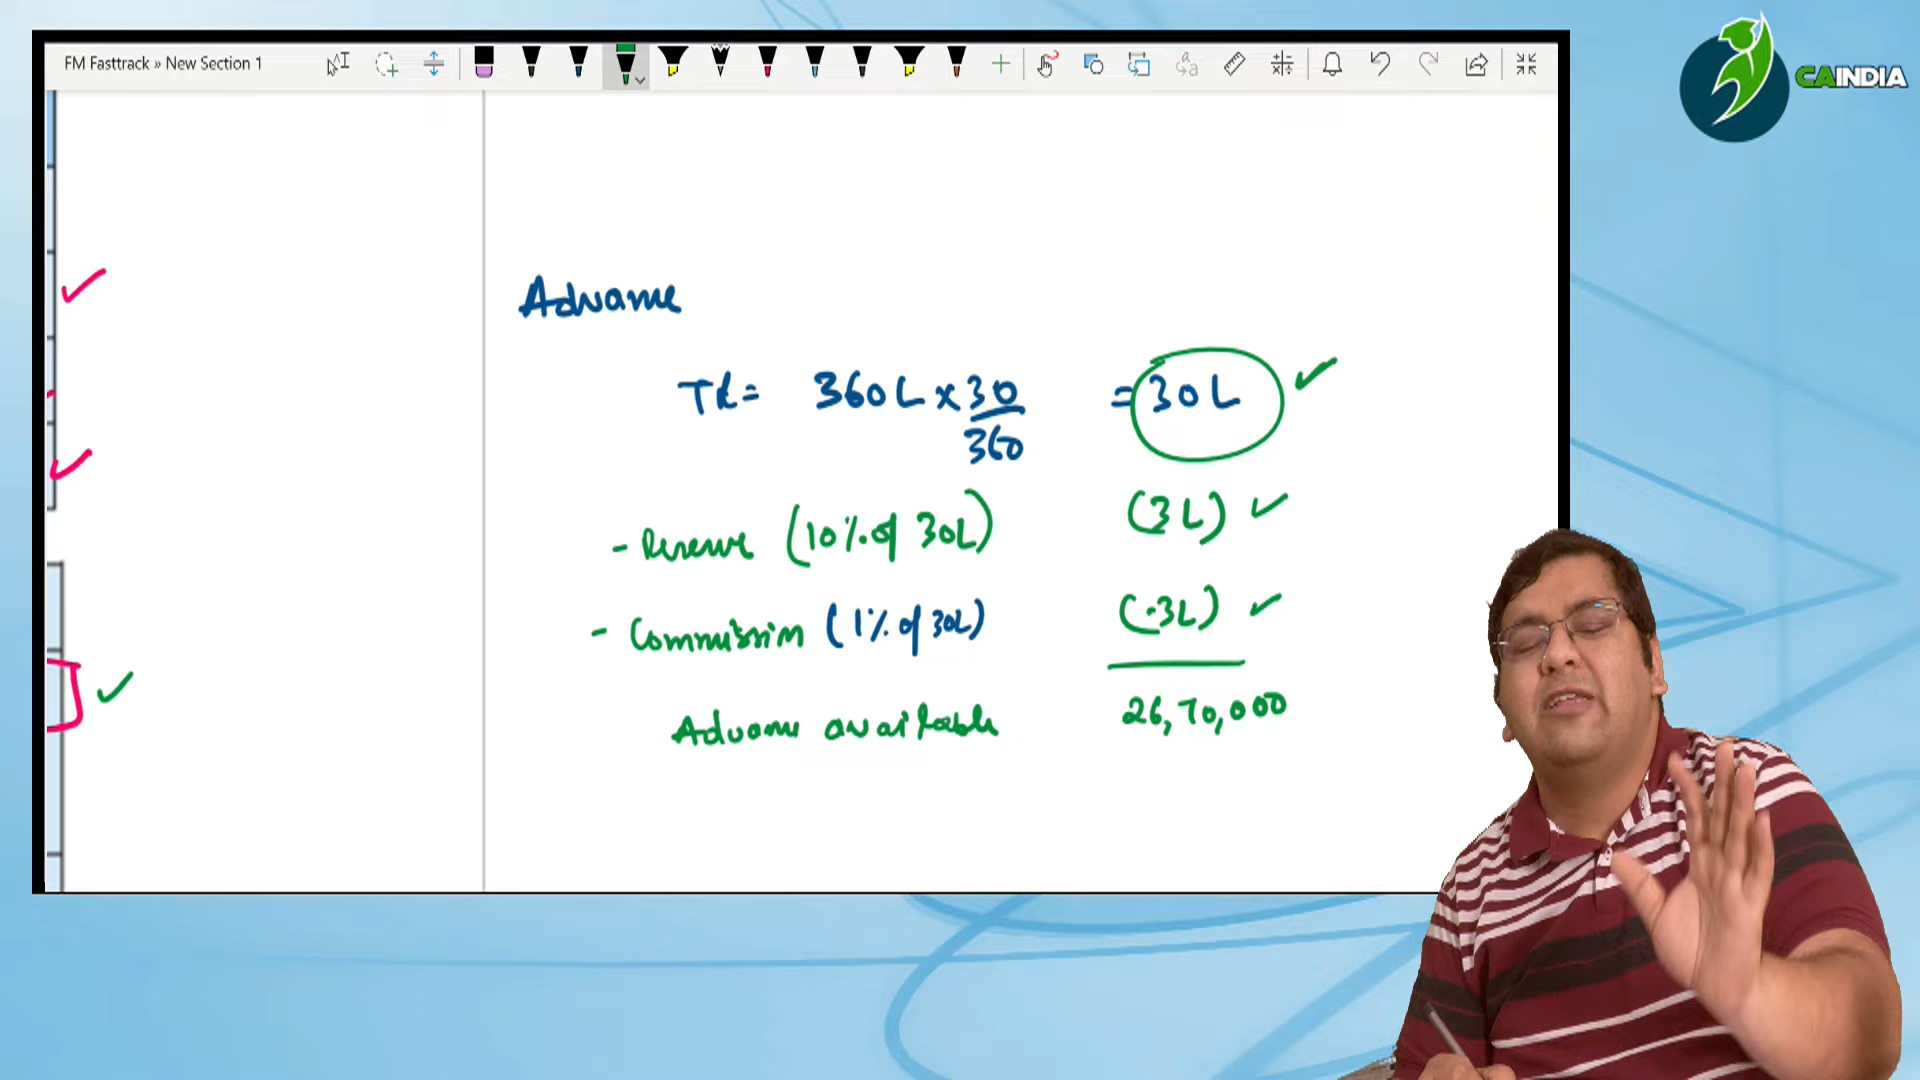 FM Fasttrack » New Section 1
CAINDIA
Advance
TR = 360L x 30 = 30L
360
- Reserve (10% of 30L) (3L)
- Commission (1% of 30L) (.3L)
Advance available 26,70,000